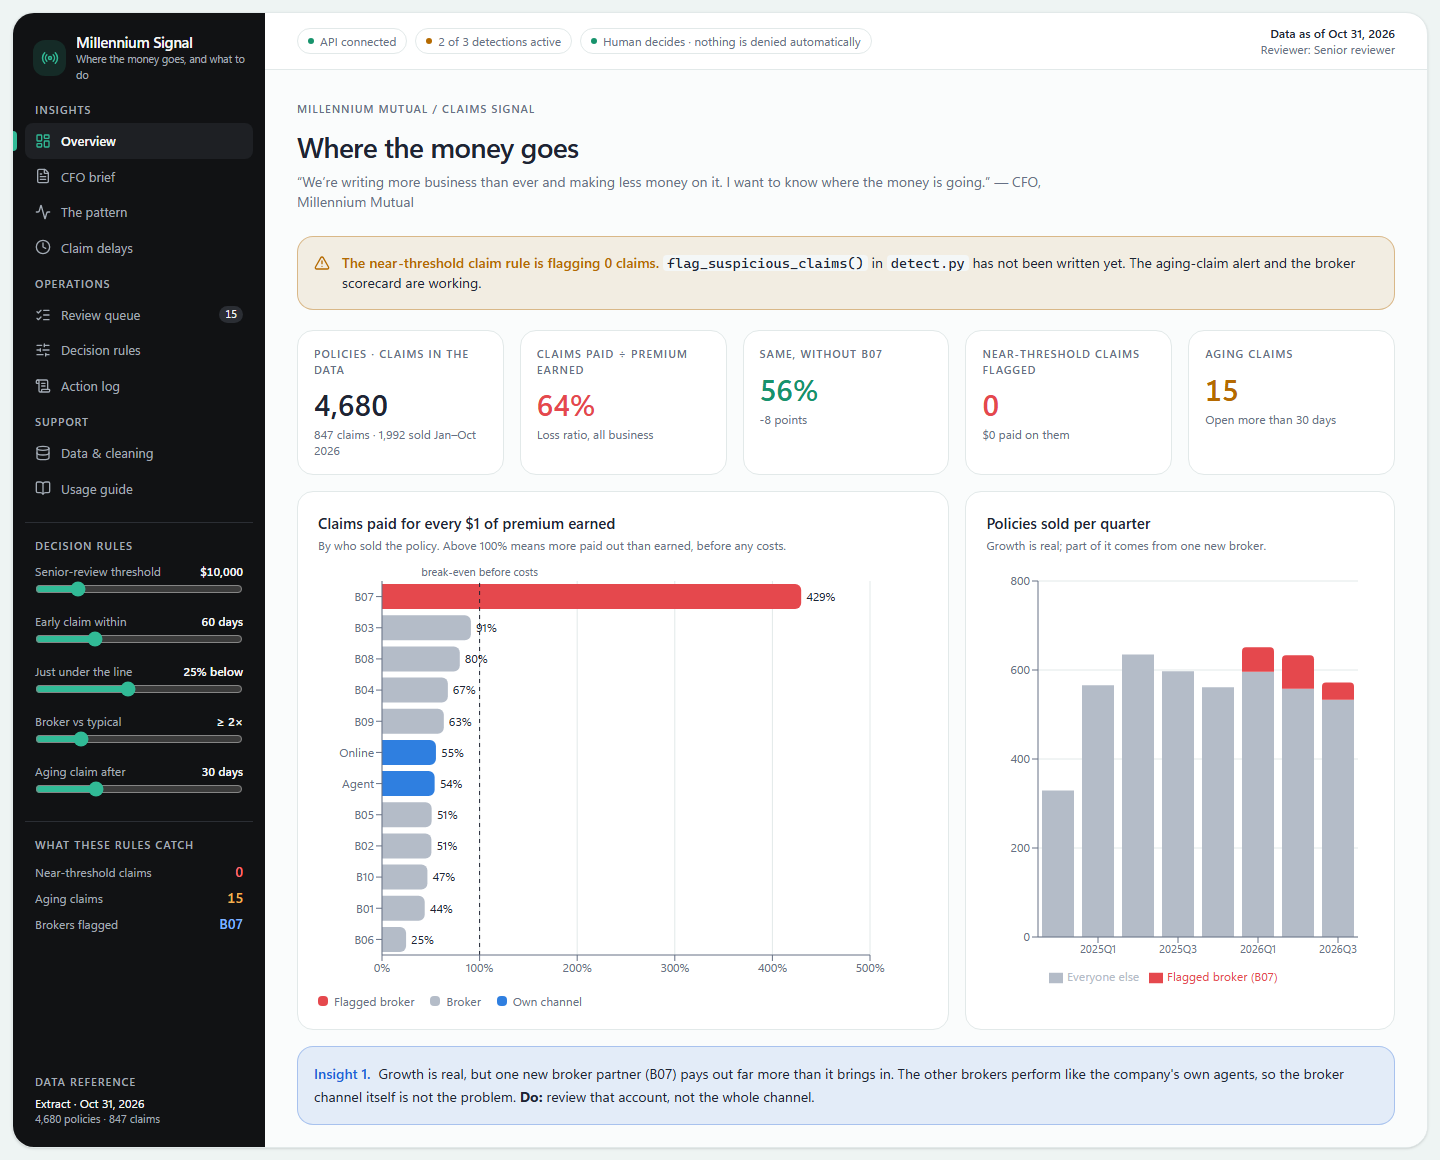 Millennium Signal
Where the money goes, and what to
do
INSIGHTS
Overview
CFO brief
The pattern
Claim delays
OPERATIONS
Review queue 15
Decision rules
Action log
SUPPORT
Data & cleaning
Usage guide
DECISION RULES
Senior-review threshold $10,000
Early claim within 60 days
Just under the line 25% below
Broker vs typical ≥ 2×
Aging claim after 30 days
WHAT THESE RULES CATCH
Near-threshold claims 0
Aging claims 15
Brokers flagged B07
DATA REFERENCE
Extract · Oct 31, 2026
4,680 policies · 847 claims
API connected
2 of 3 detections active
Human decides · nothing is denied automatically
Data as of Oct 31, 2026
Reviewer: Senior reviewer
MILLENNIUM MUTUAL / CLAIMS SIGNAL
Where the money goes
“We’re writing more business than ever and making less money on it. I want to know where the money is going.” — CFO,
Millennium Mutual
The near-threshold claim rule is flagging 0 claims. flag_suspicious_claims() in detect.py has not been written yet. The aging-claim alert and the broker
scorecard are working.
POLICIES · CLAIMS IN THE
DATA
4,680
847 claims · 1,992 sold Jan–Oct
2026
CLAIMS PAID ÷ PREMIUM
EARNED
64%
Loss ratio, all business
SAME, WITHOUT B07
56%
-8 points
NEAR-THRESHOLD CLAIMS
FLAGGED
0
$0 paid on them
AGING CLAIMS
15
Open more than 30 days
Claims paid for every $1 of premium earned
By who sold the policy. Above 100% means more paid out than earned, before any costs.
break-even before costs
B07 429%
B03 91%
B08 80%
B04 67%
B09 63%
Online 55%
Agent 54%
B05 51%
B02 51%
B10 47%
B01 44%
B06 25%
0% 100% 200% 300% 400% 500%
Flagged broker Broker Own channel
Policies sold per quarter
Growth is real; part of it comes from one new broker.
800
600
400
200
0
2025Q1 2025Q3 2026Q1 2026Q3
Everyone else Flagged broker (B07)
Insight 1. Growth is real, but one new broker partner (B07) pays out far more than it brings in. The other brokers perform like the company's own agents, so the broker
channel itself is not the problem. Do: review that account, not the whole channel.